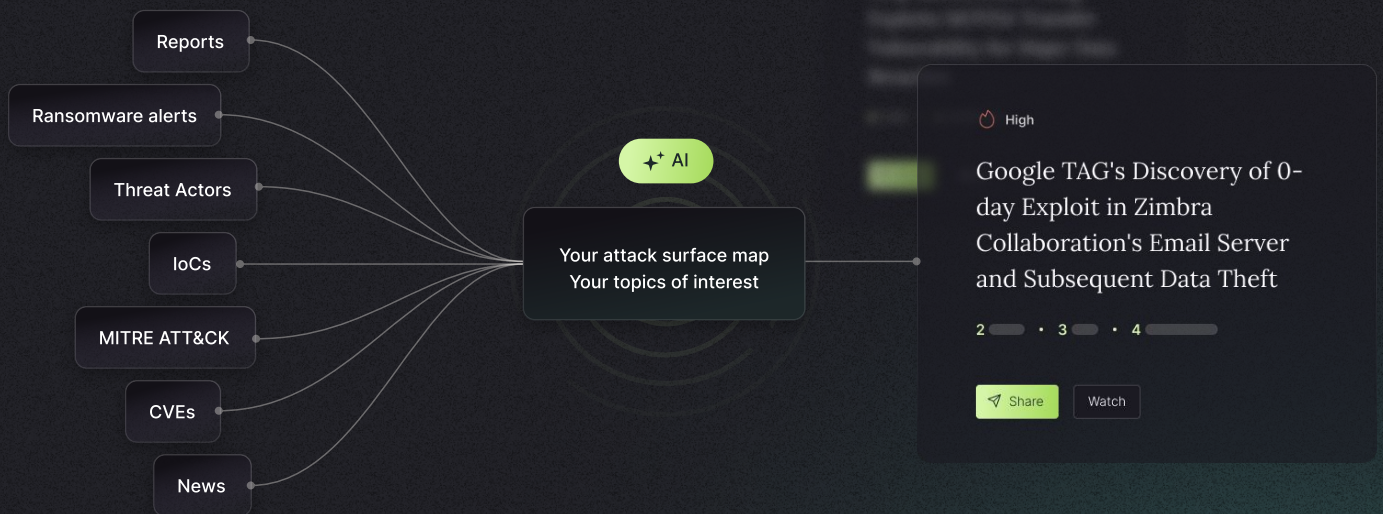 Reports
Ransomware alerts
Threat Actors
IoCs
MITRE ATT&CK
CVEs
News
AI
Your attack surface map
Your topics of interest
High
Google TAG's Discovery of 0-
day Exploit in Zimbra
Collaboration's Email Server
and Subsequent Data Theft
2 • 3 • 4
Share
Watch